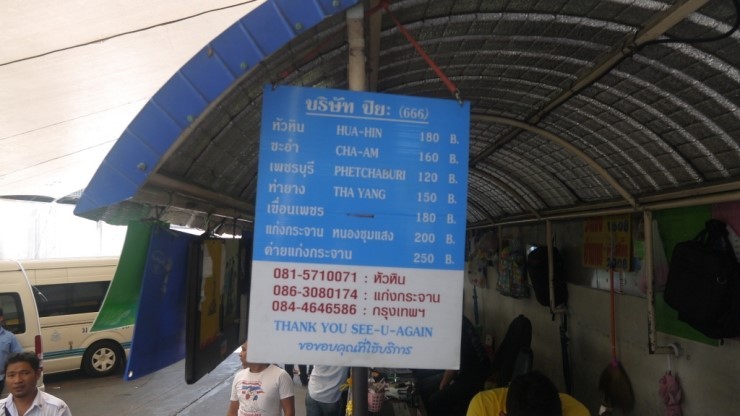 บริษัท ปิยะ (666)
หัวหิน HUA-HIN 180 B.
ชะอำ CHA-AM 160 B.
เพชรบุรี PHETCHABURI 120 B.
ท่ายาง THA YANG 150 B.
เขื่อนเพชร 180 B.
แก่งกระจาน หนองชุมแสง 200 B.
ค่ายแก่งกระจาน 250 B.
081-5710071 : หัวหิน
086-3080174 : แก่งกระจาน
084-4646586 : กรุงเทพฯ
THANK YOU SEE-U-AGAIN
ขอขอบคุณที่ใช้บริการ